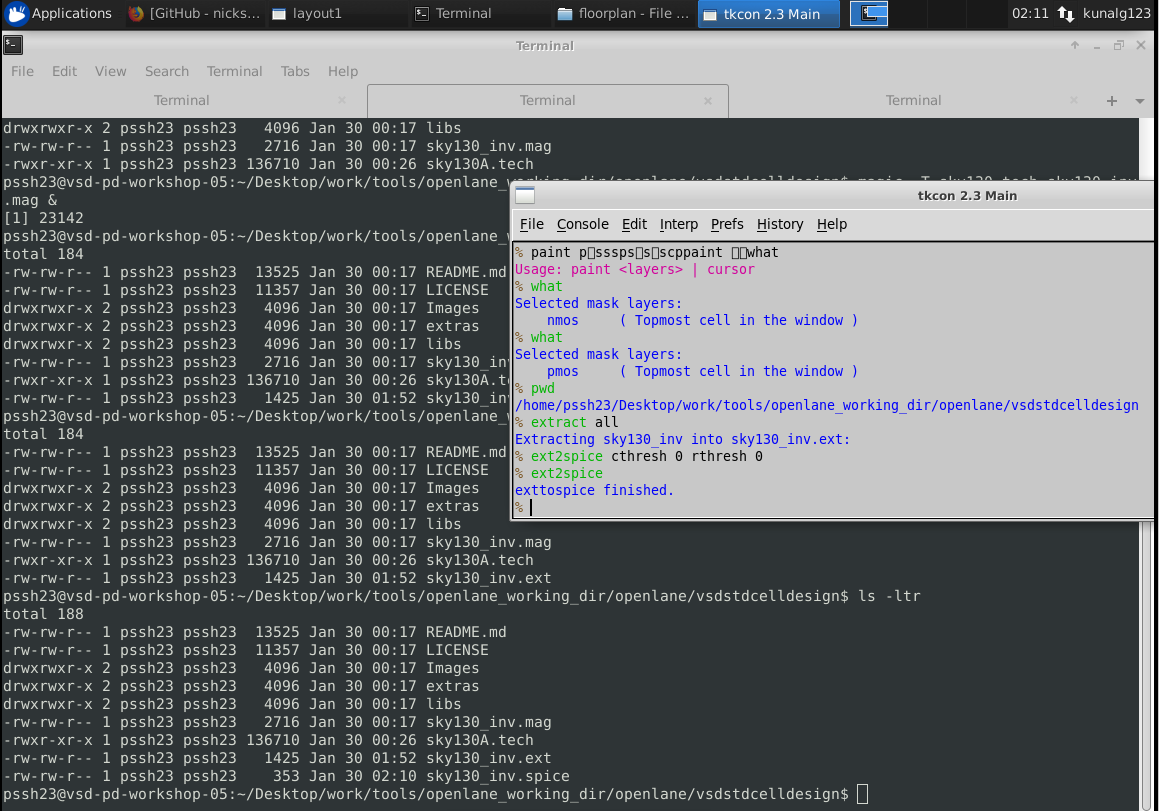 Applications [GitHub - nicks... layout1 Terminal floorplan - File ... tkcon 2.3 Main 02:11 kunalg123
Terminal
File Edit View Search Terminal Tabs Help
Terminal Terminal Terminal
drwxrwxr-x 2 pssh23 pssh23   4096 Jan 30 00:17 libs
-rw-rw-r-- 1 pssh23 pssh23   2716 Jan 30 00:17 sky130_inv.mag
-rwxr-xr-x 1 pssh23 pssh23 136710 Jan 30 00:26 sky130A.tech
pssh23@vsd-pd-workshop-05:~/Desktop/work/tools/openlane_working_dir/openlane/vsdstdcelldesign$ magic -T sky130.tech sky130_inv
.mag &
[1] 23142
pssh23@vsd-pd-workshop-05:~/Desktop/work/tools/openlane_w
total 184
-rw-rw-r-- 1 pssh23 pssh23  13525 Jan 30 00:17 README.md
-rw-rw-r-- 1 pssh23 pssh23  11357 Jan 30 00:17 LICENSE
drwxrwxr-x 2 pssh23 pssh23   4096 Jan 30 00:17 Images
drwxrwxr-x 2 pssh23 pssh23   4096 Jan 30 00:17 extras
drwxrwxr-x 2 pssh23 pssh23   4096 Jan 30 00:17 libs
-rw-rw-r-- 1 pssh23 pssh23   2716 Jan 30 00:17 sky130_inv
-rwxr-xr-x 1 pssh23 pssh23 136710 Jan 30 00:26 sky130A.te
-rw-rw-r-- 1 pssh23 pssh23   1425 Jan 30 01:52 sky130_inv
pssh23@vsd-pd-workshop-05:~/Desktop/work/tools/openlane_w
total 184
-rw-rw-r-- 1 pssh23 pssh23  13525 Jan 30 00:17 README.md
-rw-rw-r-- 1 pssh23 pssh23  11357 Jan 30 00:17 LICENSE
drwxrwxr-x 2 pssh23 pssh23   4096 Jan 30 00:17 Images
drwxrwxr-x 2 pssh23 pssh23   4096 Jan 30 00:17 extras
drwxrwxr-x 2 pssh23 pssh23   4096 Jan 30 00:17 libs
-rw-rw-r-- 1 pssh23 pssh23   2716 Jan 30 00:17 sky130_inv.mag
-rwxr-xr-x 1 pssh23 pssh23 136710 Jan 30 00:26 sky130A.tech
-rw-rw-r-- 1 pssh23 pssh23   1425 Jan 30 01:52 sky130_inv.ext
pssh23@vsd-pd-workshop-05:~/Desktop/work/tools/openlane_working_dir/openlane/vsdstdcelldesign$ ls -ltr
total 188
-rw-rw-r-- 1 pssh23 pssh23  13525 Jan 30 00:17 README.md
-rw-rw-r-- 1 pssh23 pssh23  11357 Jan 30 00:17 LICENSE
drwxrwxr-x 2 pssh23 pssh23   4096 Jan 30 00:17 Images
drwxrwxr-x 2 pssh23 pssh23   4096 Jan 30 00:17 extras
drwxrwxr-x 2 pssh23 pssh23   4096 Jan 30 00:17 libs
-rw-rw-r-- 1 pssh23 pssh23   2716 Jan 30 00:17 sky130_inv.mag
-rwxr-xr-x 1 pssh23 pssh23 136710 Jan 30 00:26 sky130A.tech
-rw-rw-r-- 1 pssh23 pssh23   1425 Jan 30 01:52 sky130_inv.ext
-rw-rw-r-- 1 pssh23 pssh23    353 Jan 30 02:10 sky130_inv.spice
pssh23@vsd-pd-workshop-05:~/Desktop/work/tools/openlane_working_dir/openlane/vsdstdcelldesign$
tkcon 2.3 Main
File Console Edit Interp Prefs History Help
% paint p□sssps□s□scppaint □□what
Usage: paint <layers> | cursor
% what
Selected mask layers:
    nmos     ( Topmost cell in the window )
% what
Selected mask layers:
    pmos     ( Topmost cell in the window )
% pwd
/home/pssh23/Desktop/work/tools/openlane_working_dir/openlane/vsdstdcelldesign
% extract all
Extracting sky130_inv into sky130_inv.ext:
% ext2spice cthresh 0 rthresh 0
% ext2spice
exttospice finished.
%